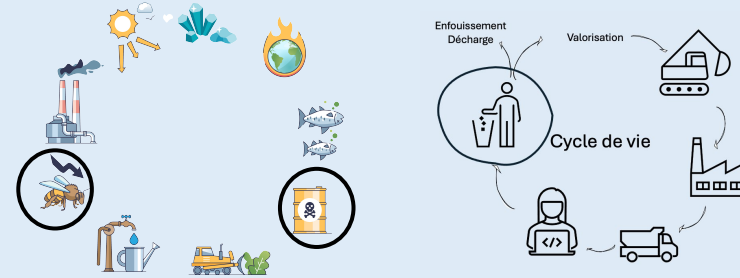 Enfouissement
Décharge
Valorisation
Cycle de vie
</>